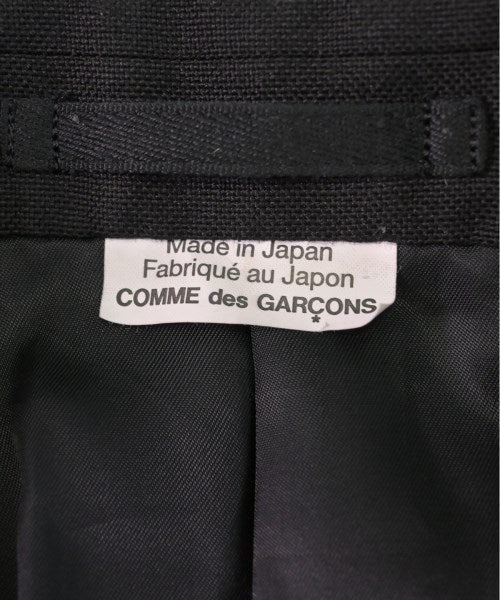 Made in Japan
Fabriqué au Japon
COMME des GARÇONS
*